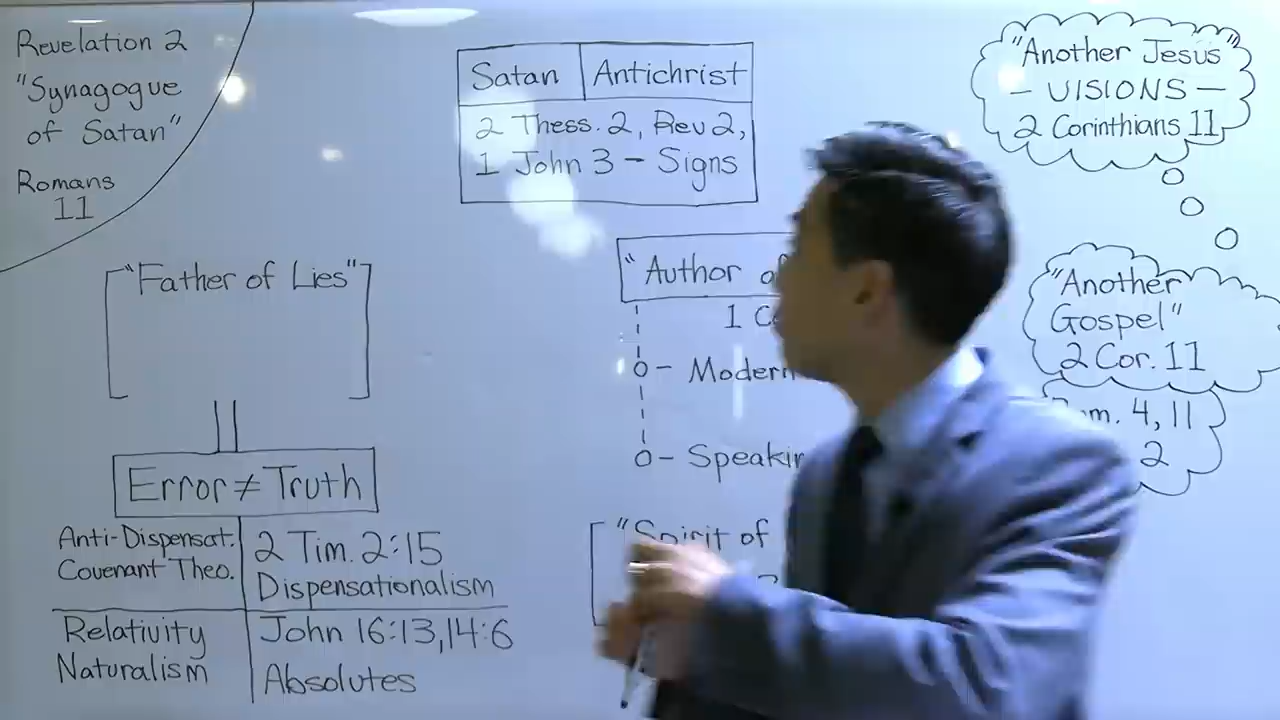 Revelation 2
"Synagogue
of Satan"
Romans
11
Satan Antichrist
2 Thess. 2, Rev 2,
1 John 3 - Signs
"Another Jesus"
- VISIONS -
2 Corinthians 11
"Father of Lies"
"Author
1
o- Modern
o- Speakin
"Another
Gospel"
2 Cor. 11
4, 11
2
Error ≠ Truth
Anti-Dispensat.
Covenant Theo.
2 Tim. 2:15
Dispensationalism
Relativity
Naturalism
John 16:13,14:6
Absolutes
"Spirit of